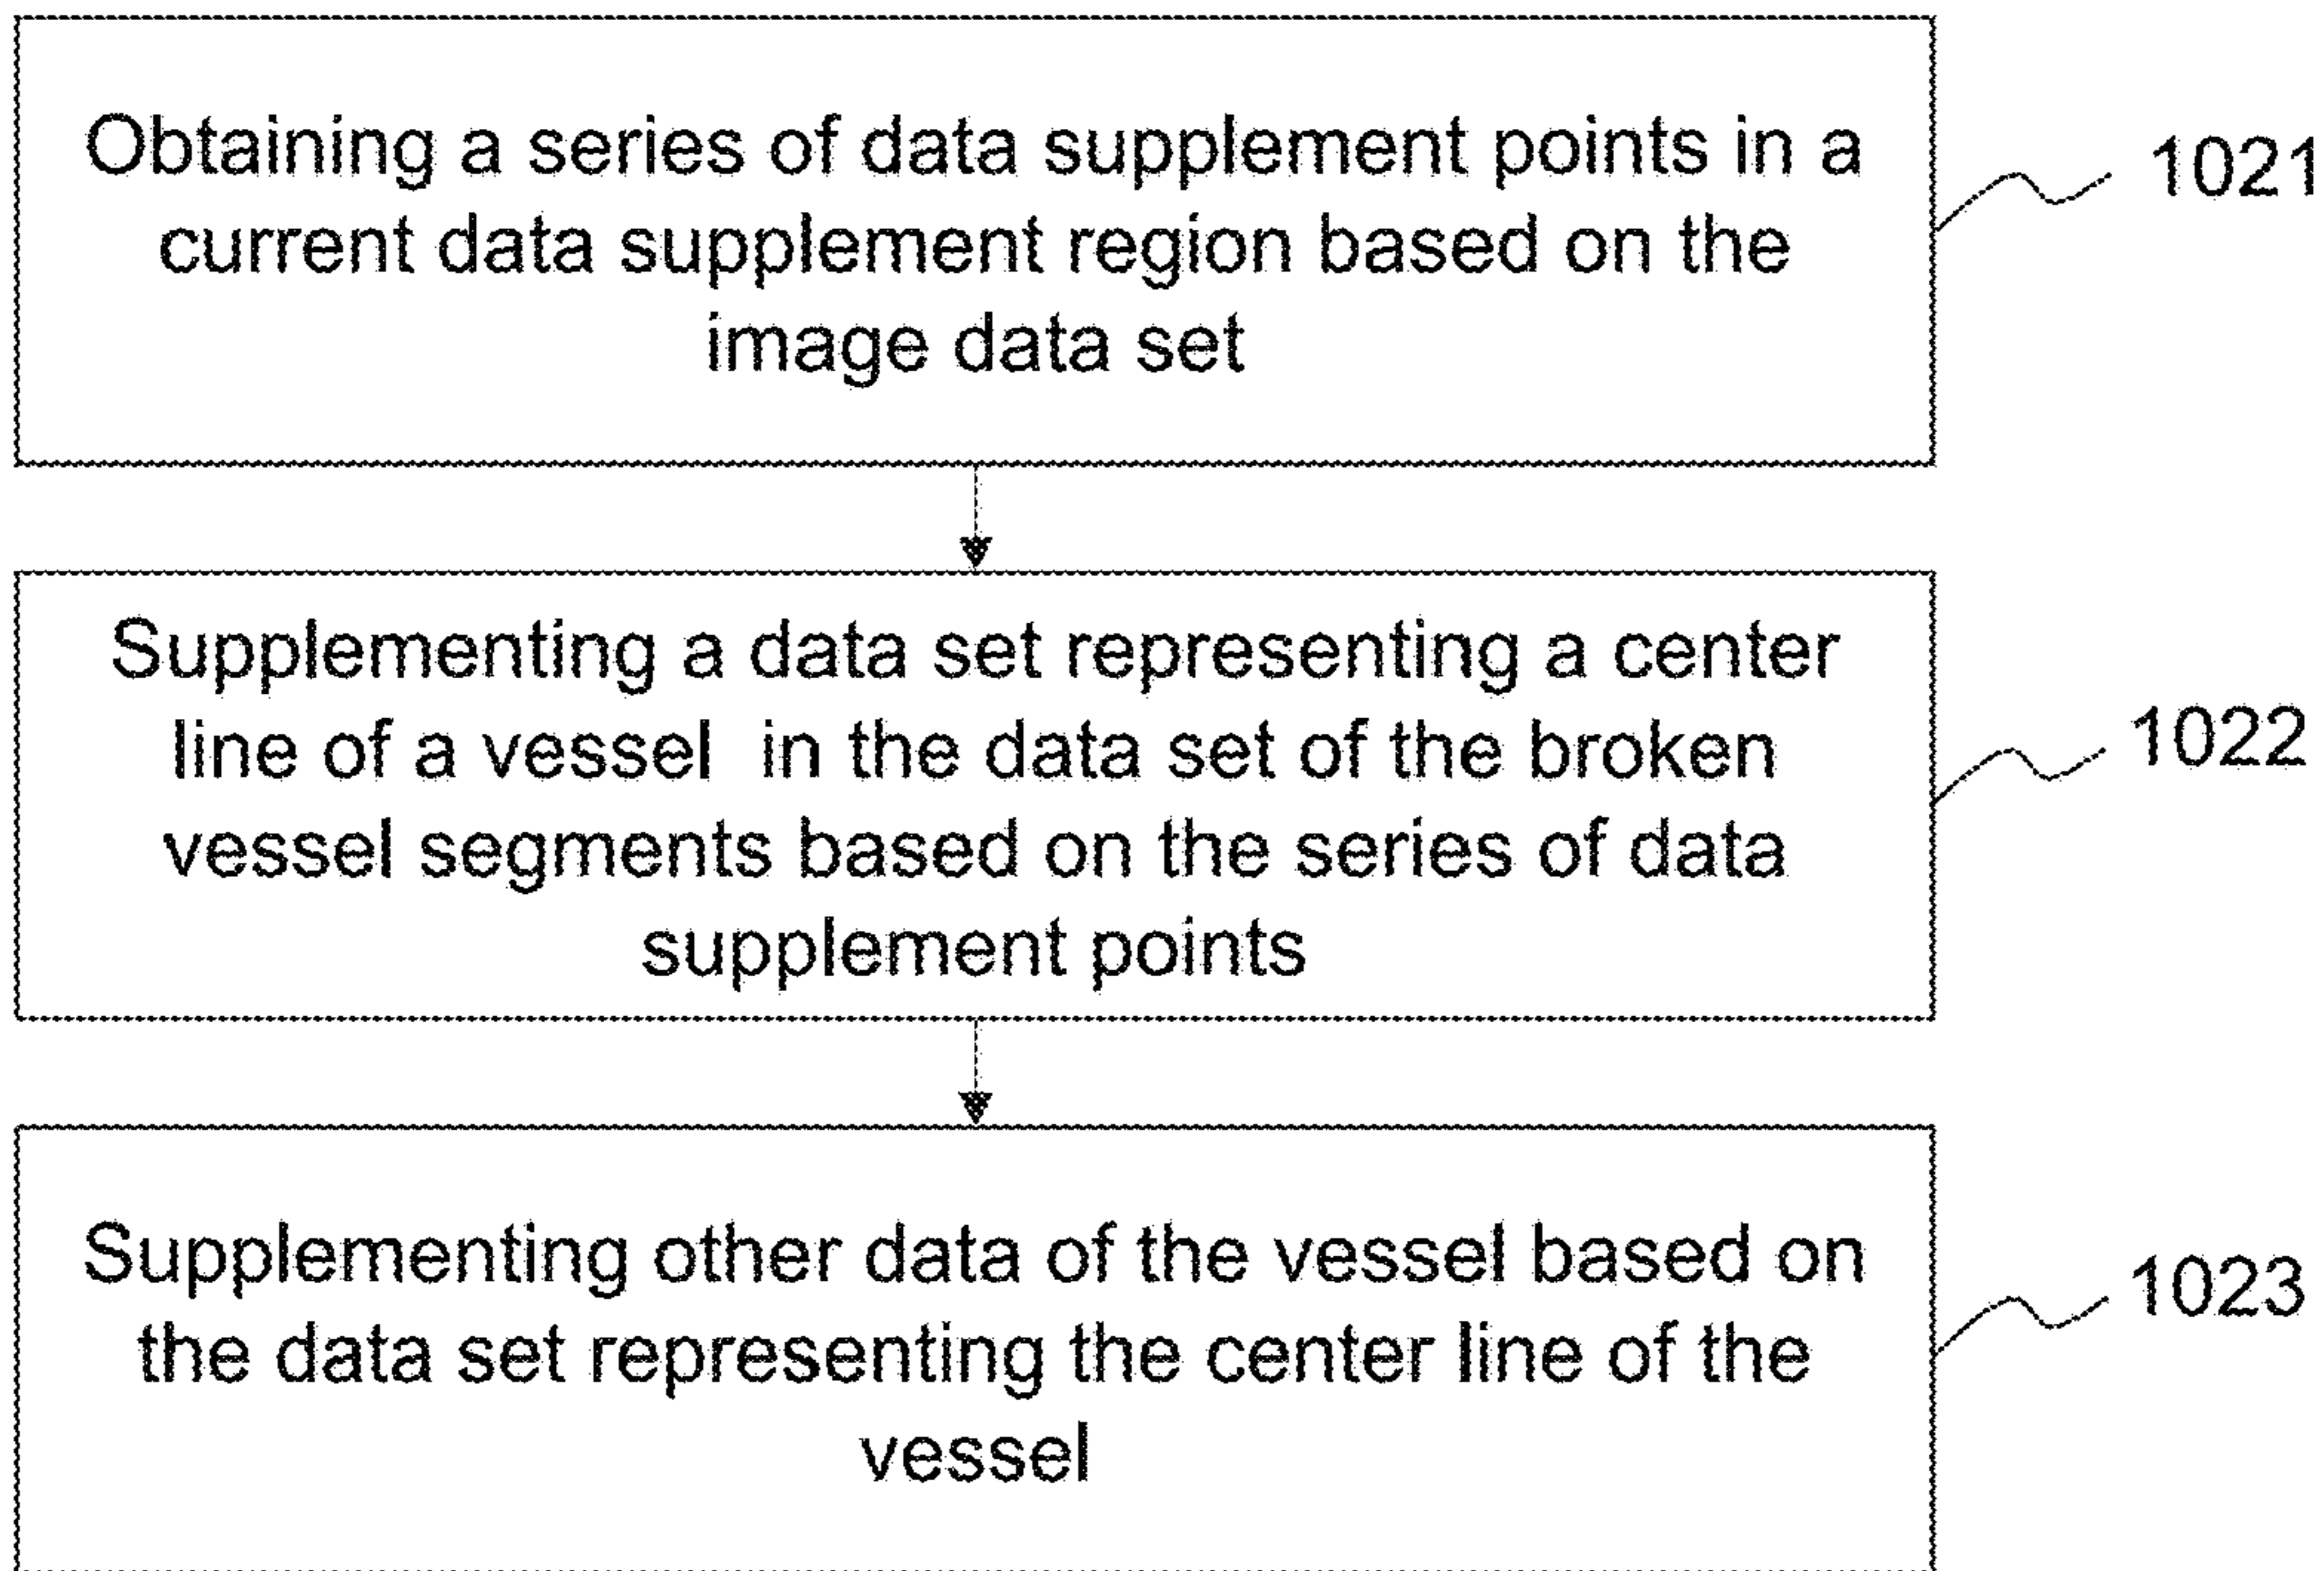 Obtaining a series of data supplement points in a
current data supplement region based on the
image data set
1021
Supplementing a data set representing a center
line of a vessel  in the data set of the broken
vessel segments based on the series of data
supplement points
1022
Supplementing other data of the vessel based on
the data set representing the center line of the
vessel
1023